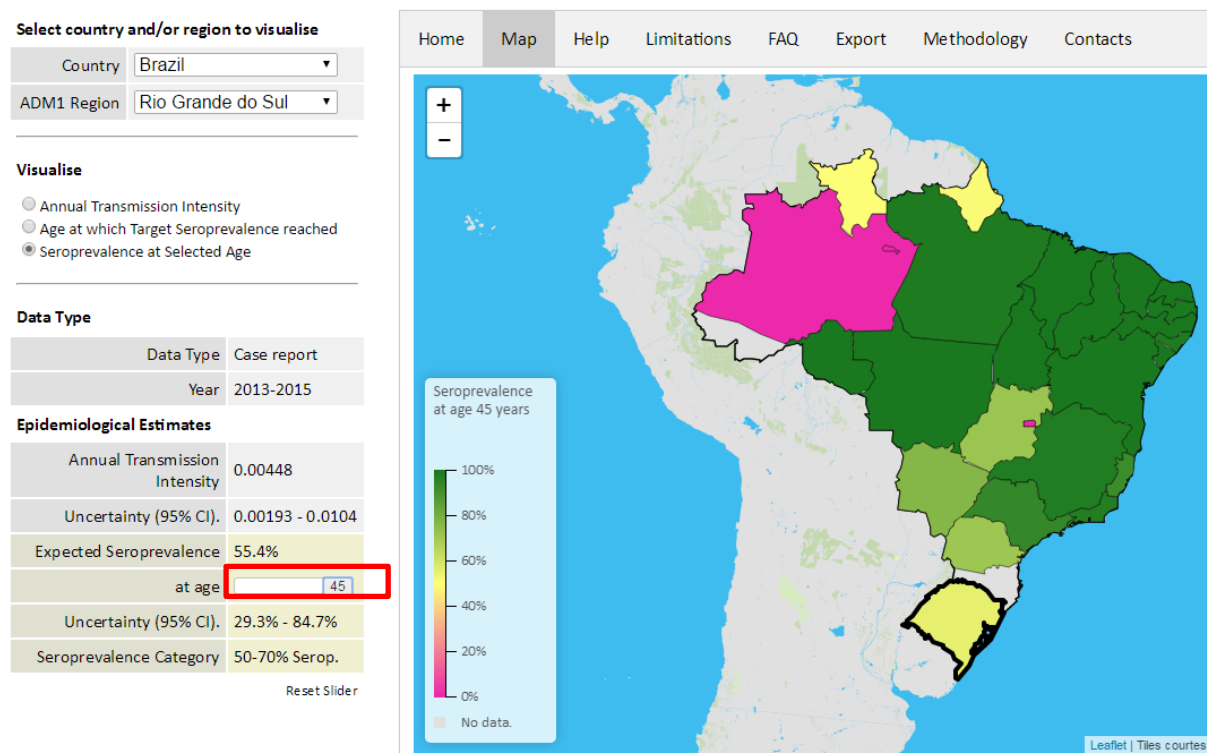 Select country and/or region to visualise
Country Brazil
ADM1 Region Rio Grande do Sul
Visualise
Annual Transmission Intensity
Age at which Target Seroprevalence reached
Seroprevalence at Selected Age
Data Type
Data Type Case report
Year 2013-2015
Epidemiological Estimates
Annual Transmission
Intensity 0.00448
Uncertainty (95% CI). 0.00193 - 0.0104
Expected Seroprevalence 55.4%
at age 45
Uncertainty (95% CI). 29.3% - 84.7%
Seroprevalence Category 50-70% Serop.
Reset Slider
Home Map Help Limitations FAQ Export Methodology Contacts
+
−
Seroprevalence
at age 45 years
100%
80%
60%
40%
20%
0%
No data.
Leaflet | Tiles courtes